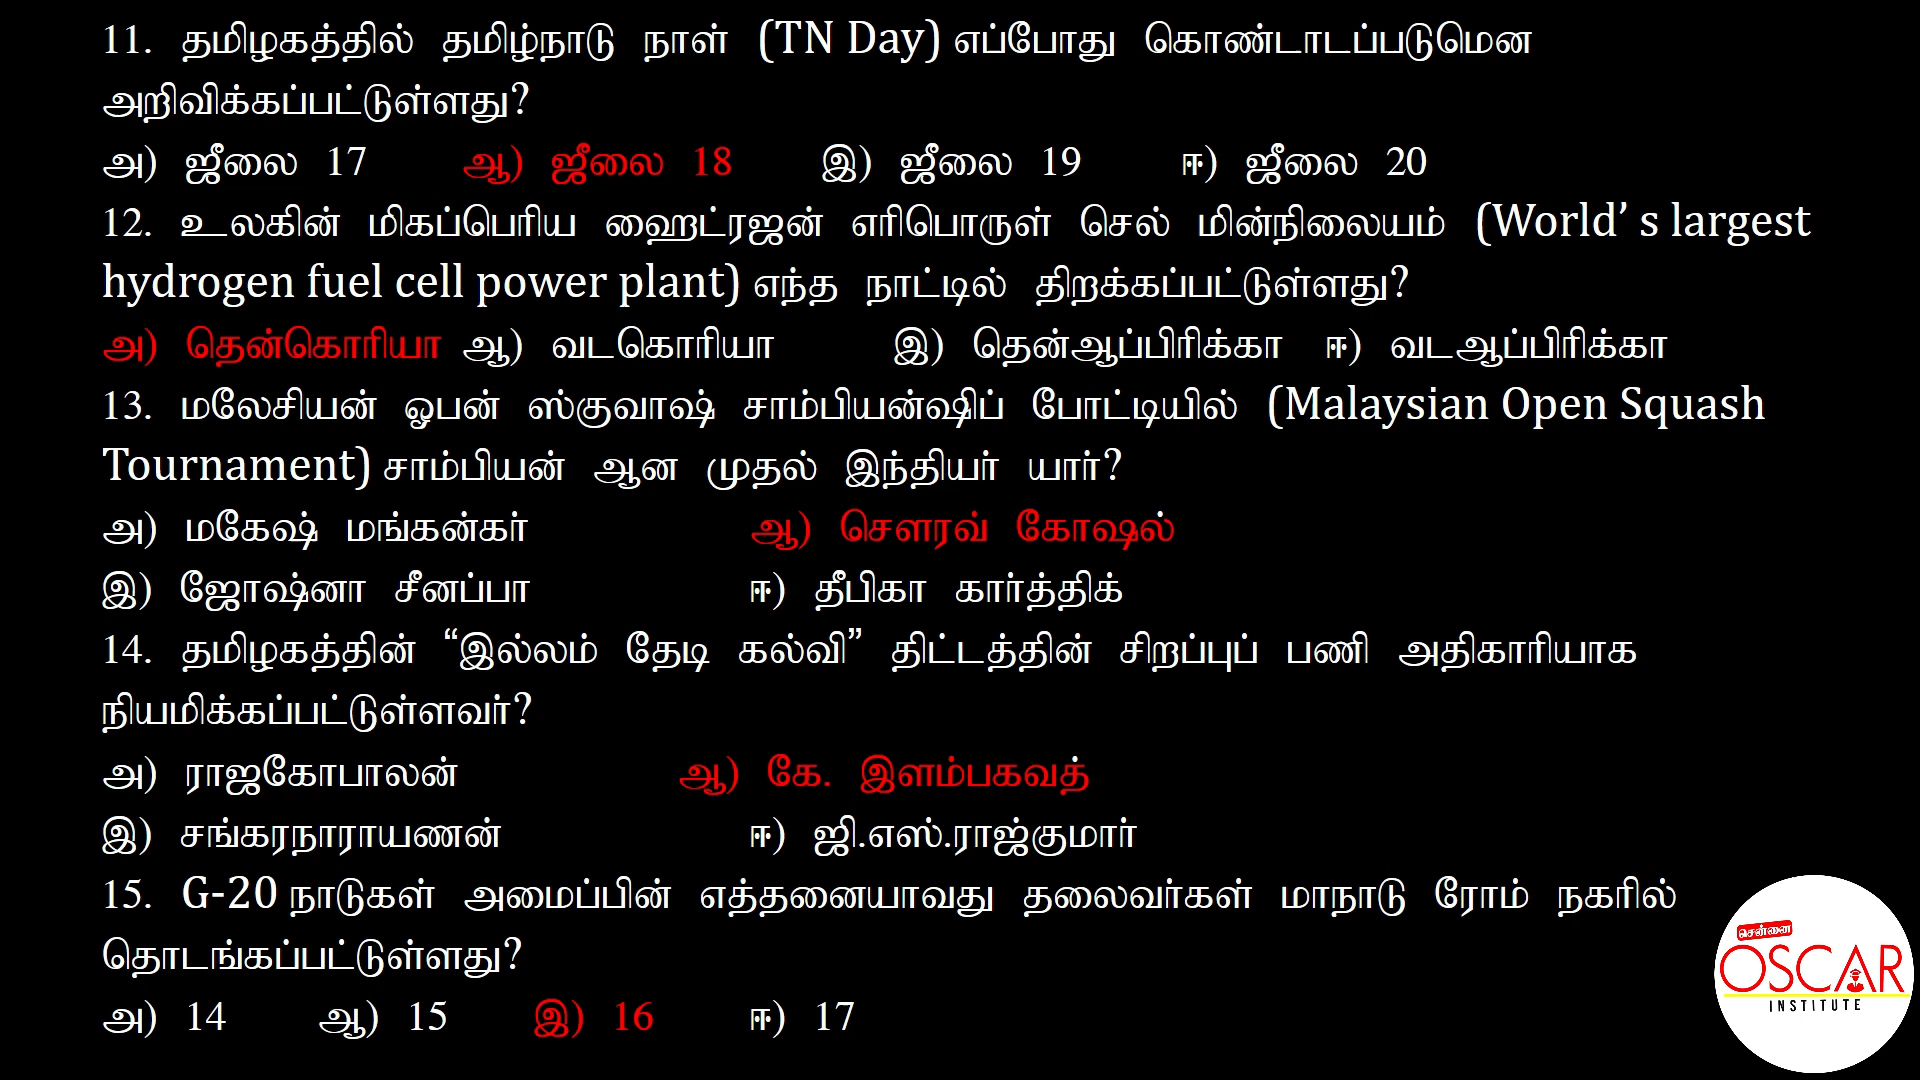 11. தமிழகத்தில் தமிழ்நாடு நாள் (TN Day) எப்போது கொண்டாடப்படுமென
அறிவிக்கப்பட்டுள்ளது?
அ) ஜீலை 17 ஆ) ஜீலை 18 இ) ஜீலை 19 ஈ) ஜீலை 20
12. உலகின் மிகப்பெரிய ஹைட்ரஜன் எரிபொருள் செல் மின்நிலையம் (World’ s largest
hydrogen fuel cell power plant) எந்த நாட்டில் திறக்கப்பட்டுள்ளது?
அ) தென்கொரியா ஆ) வடகொரியா இ) தென்ஆப்பிரிக்கா ஈ) வடஆப்பிரிக்கா
13. மலேசியன் ஓபன் ஸ்குவாஷ் சாம்பியன்ஷிப் போட்டியில் (Malaysian Open Squash
Tournament) சாம்பியன் ஆன முதல் இந்தியர் யார்?
அ) மகேஷ் மங்கன்கர் ஆ) சௌரவ் கோஷல்
இ) ஜோஷ்னா சீனப்பா ஈ) தீபிகா கார்த்திக்
14. தமிழகத்தின் “இல்லம் தேடி கல்வி” திட்டத்தின் சிறப்புப் பணி அதிகாரியாக
நியமிக்கப்பட்டுள்ளவர்?
அ) ராஜகோபாலன் ஆ) கே. இளம்பகவத்
இ) சங்கரநாராயணன் ஈ) ஜி.எஸ்.ராஜ்குமார்
15. G-20 நாடுகள் அமைப்பின் எத்தனையாவது தலைவர்கள் மாநாடு ரோம் நகரில்
தொடங்கப்பட்டுள்ளது?
அ) 14 ஆ) 15 இ) 16 ஈ) 17
சென்னை
OSCAR
INSTITUTE